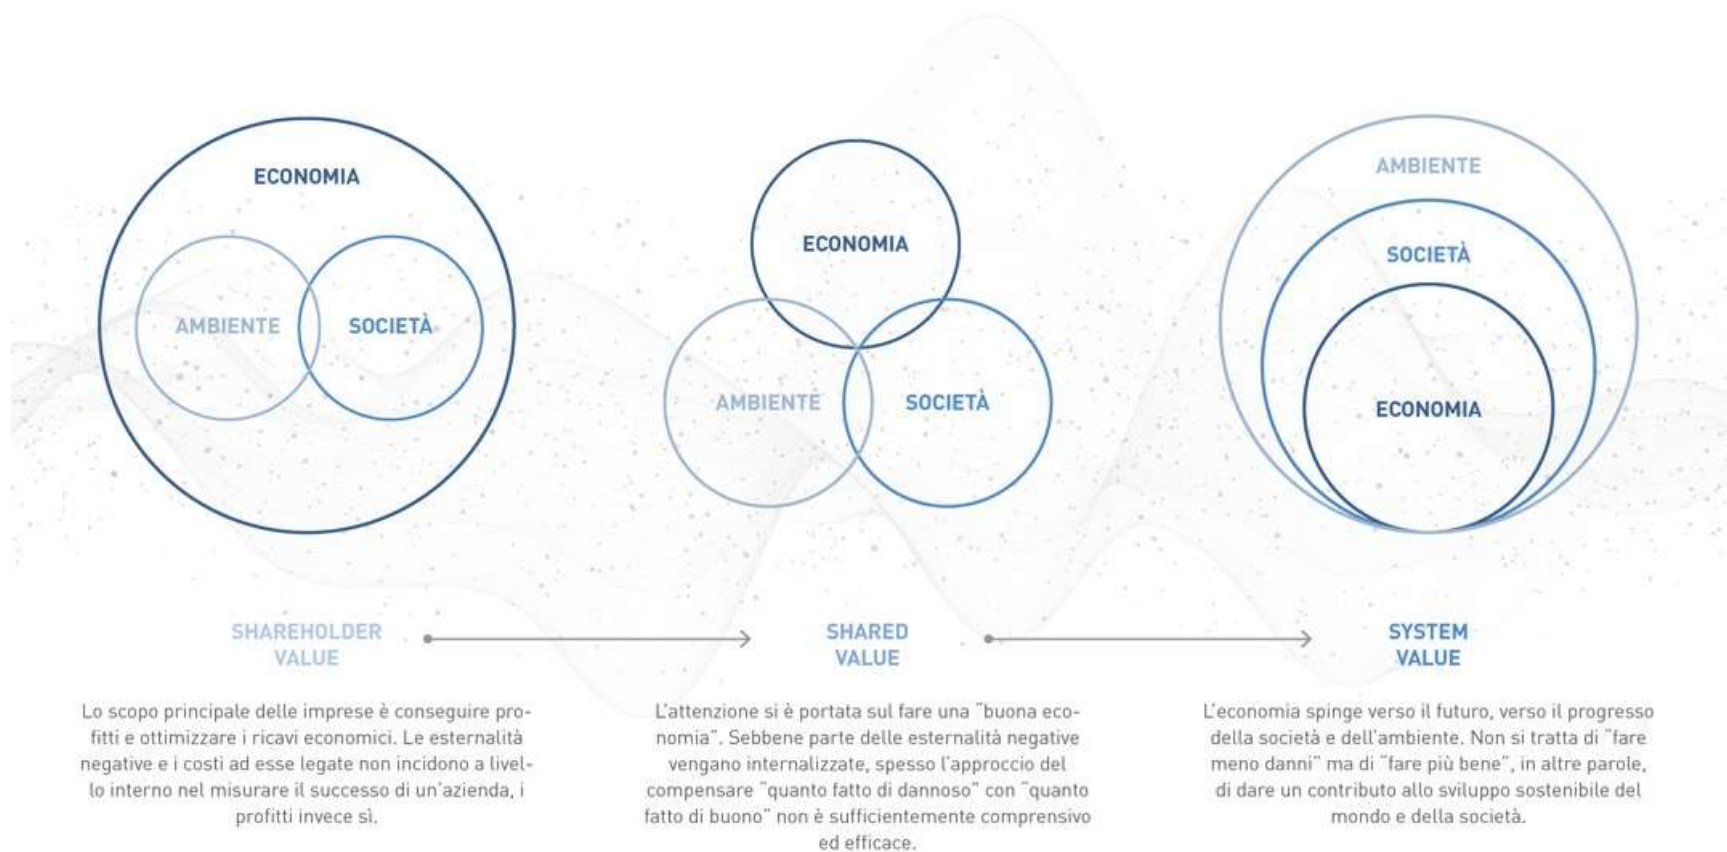 ECONOMIA
AMBIENTE
SOCIETÀ
ECONOMIA
AMBIENTE
SOCIETÀ
AMBIENTE
SOCIETÀ
ECONOMIA
SHAREHOLDER
VALUE
Lo scopo principale delle imprese è conseguire pro-
fitti e ottimizzare i ricavi economici. Le esternalità
negative e i costi ad esse legate non incidono a livel-
lo interno nel misurare il successo di un'azienda, i
profitti invece sì.
SHARED
VALUE
L'attenzione si è portata sul fare una "buona eco-
nomia". Sebbene parte delle esternalità negative
vengano internalizzate, spesso l'approccio del
compensare "quanto fatto di dannoso" con "quanto
fatto di buono" non è sufficientemente comprensivo
ed efficace.
SYSTEM
VALUE
L'economia spinge verso il futuro, verso il progresso
della società e dell'ambiente. Non si tratta di "fare
meno danni" ma di "fare più bene", in altre parole,
di dare un contributo allo sviluppo sostenibile del
mondo e della società.